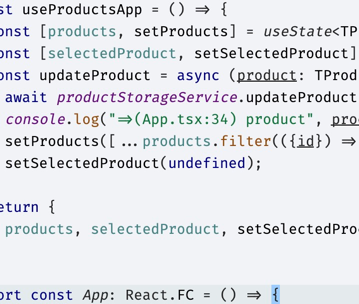 st useProductsApp = () => {
onst [products, setProducts] = useState<TP
onst [selectedProduct, setSelectedProduct]
onst updateProduct = async (product: TProd
await productStorageService.updateProduct
console.log("=>(App.tsx:34) product", pro
setProducts([ ...products.filter(({id}) =>
setSelectedProduct(undefined);
eturn {
products, selectedProduct, setSelectedPro
ort const App: React.FC = () => {